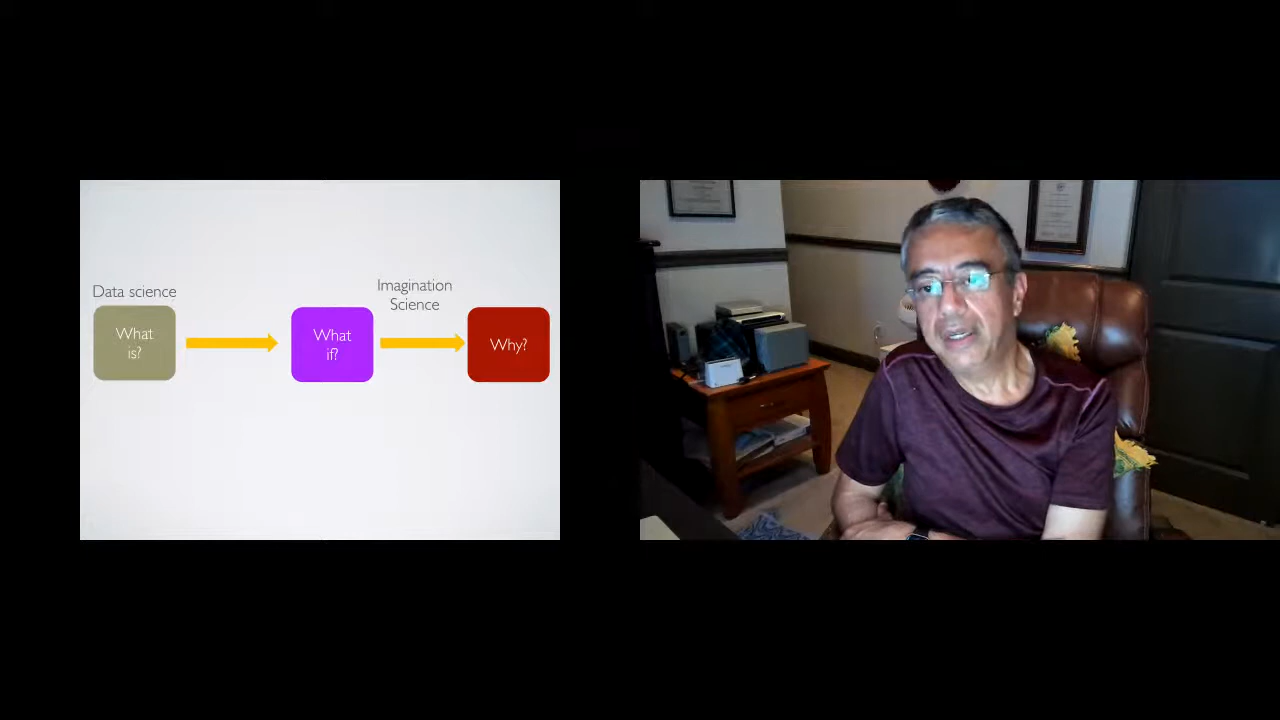 Data science
What
is?
What
if?
Imagination
Science
Why?